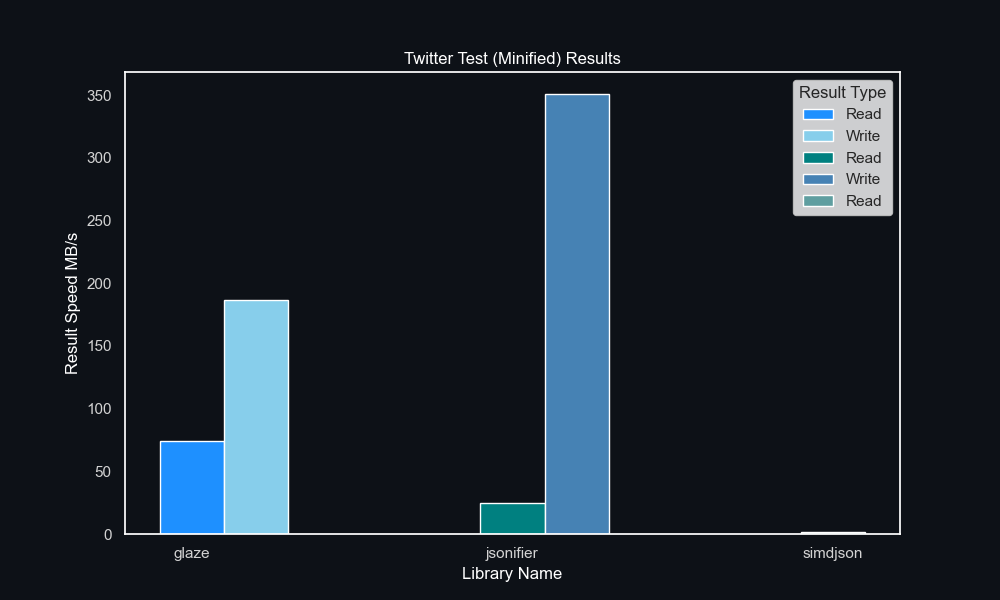 Twitter Test (Minified) Results
Result Type
Read
Write
Read
Write
Read
Result Speed MB/s
350
300
250
200
150
100
50
0
glaze
jsonifier
simdjson
Library Name